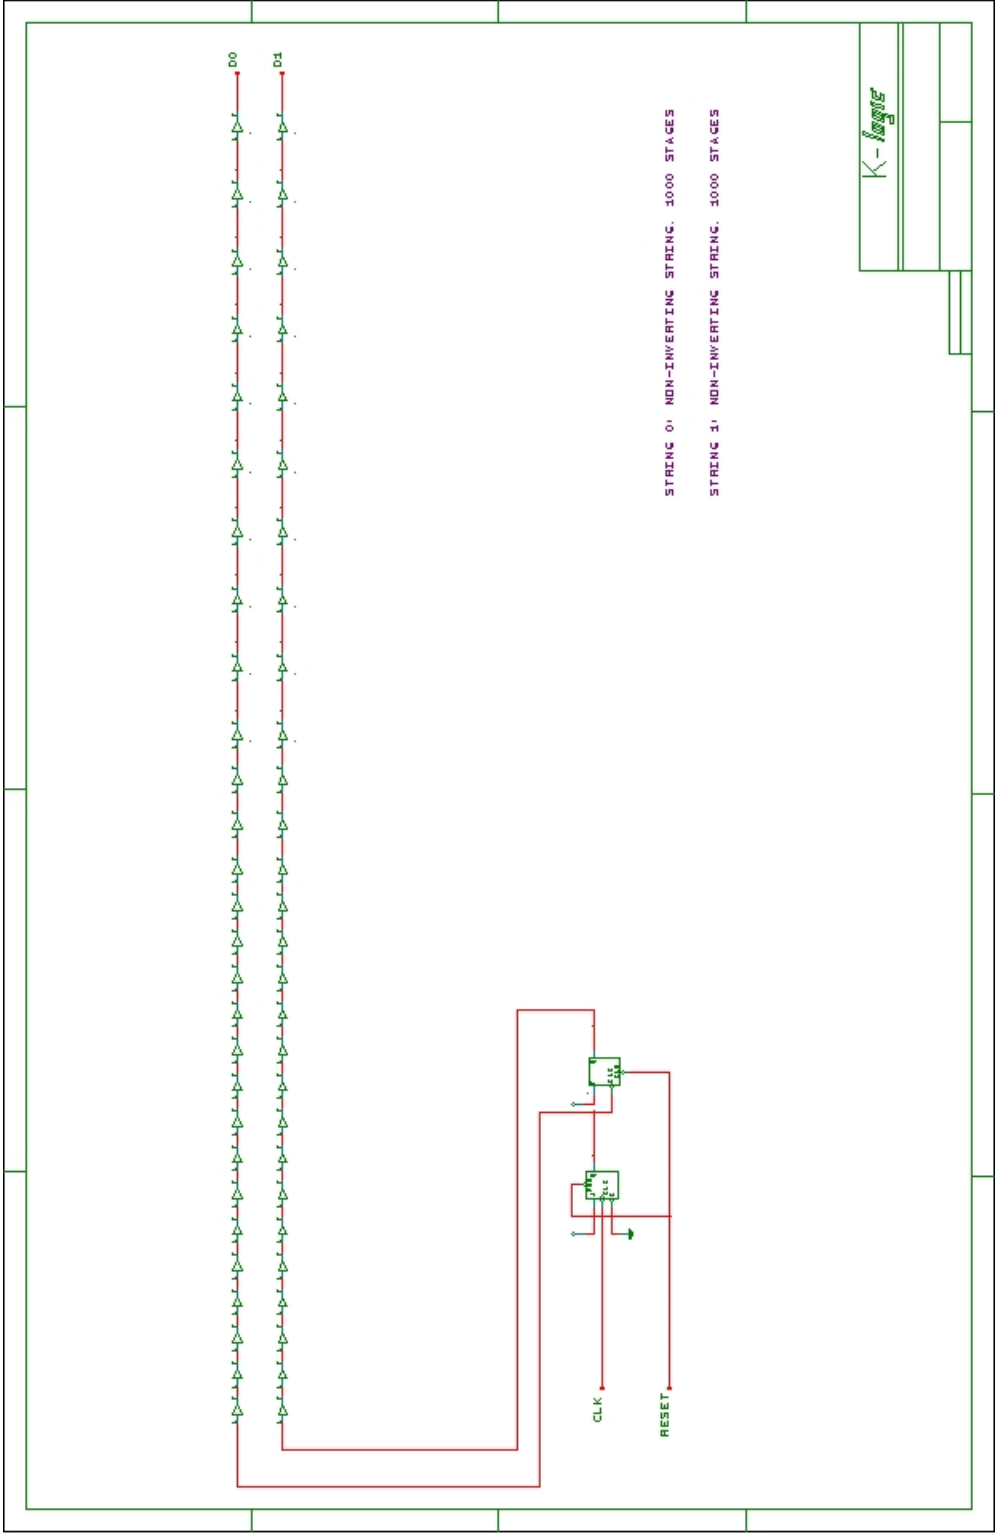 D0
D1
STRING 0: NON-INVERTING STRING. 1000 STAGES
STRING 1: NON-INVERTING STRING. 1000 STAGES
K-logic
CLK
RESET